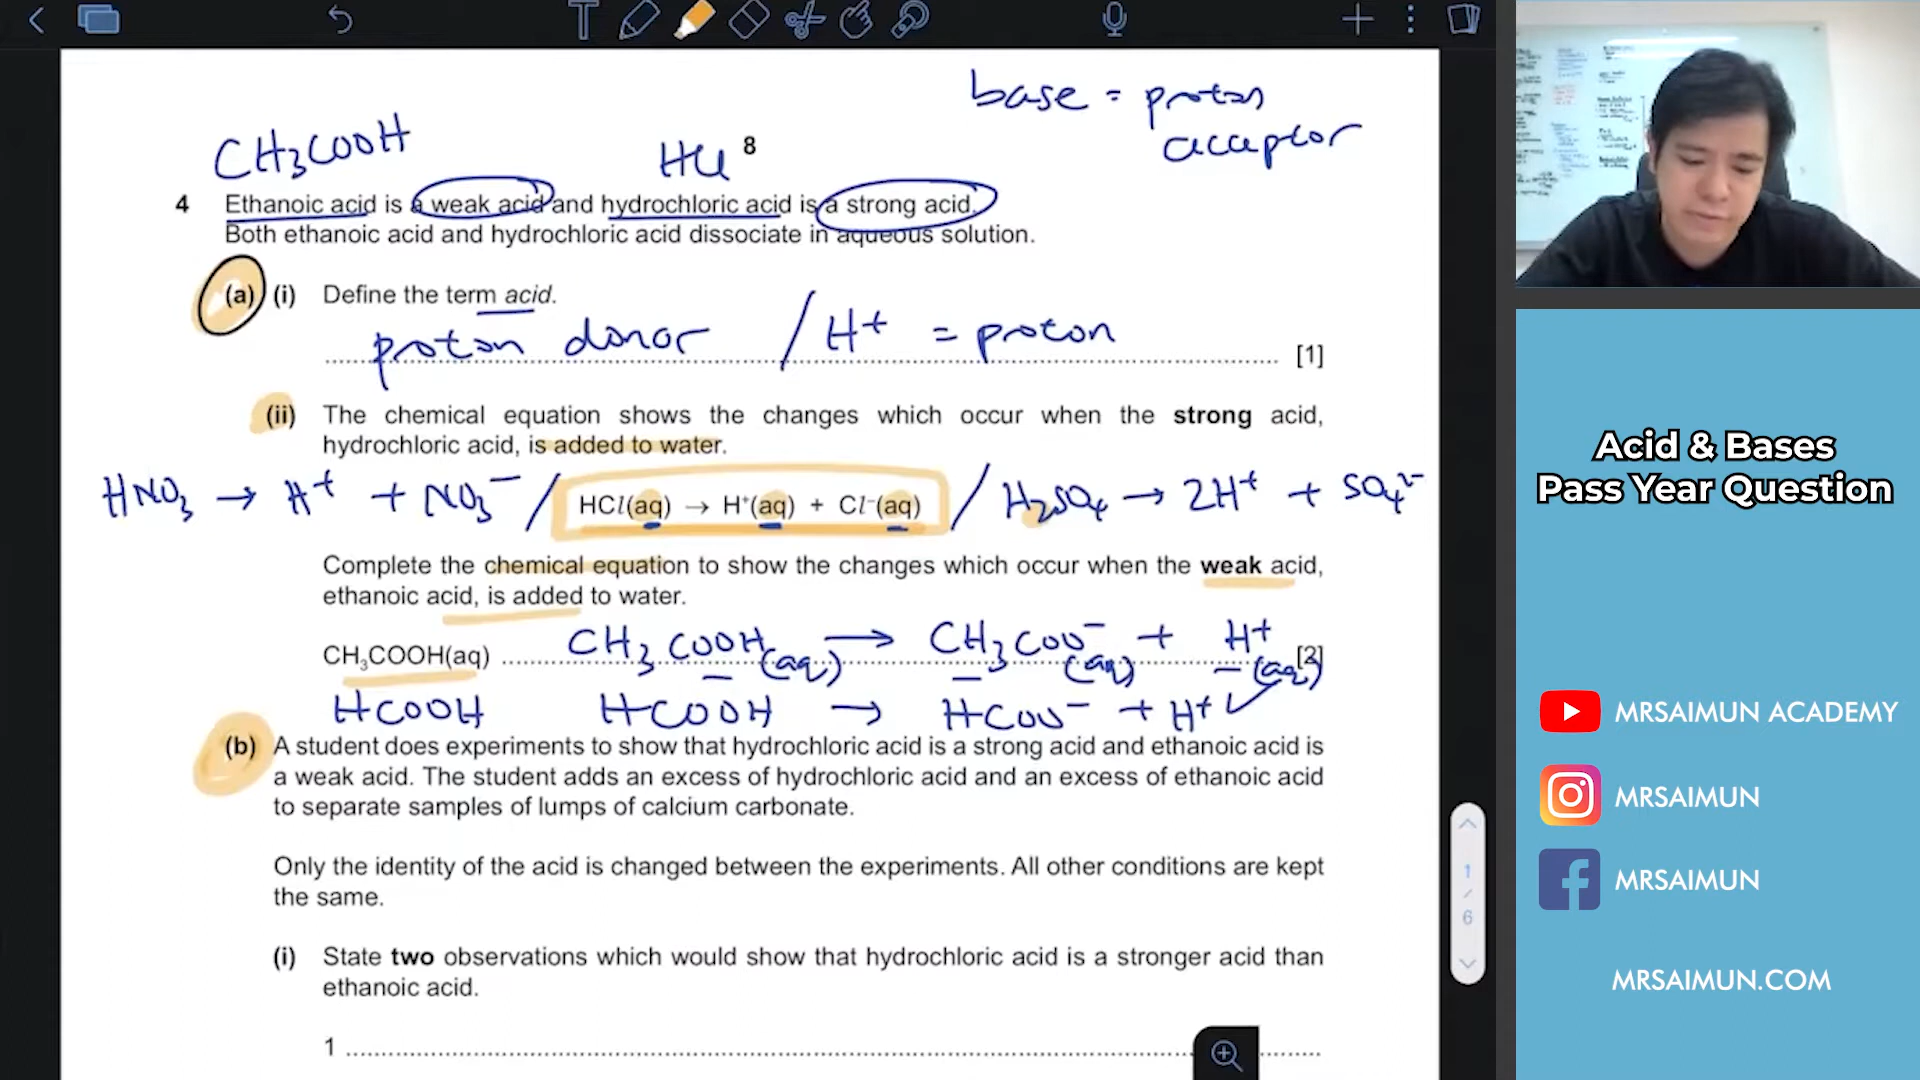 base = proton
acceptor
CH3COOH
HCl
8
4 Ethanoic acid is a weak acid and hydrochloric acid is a strong acid.
Both ethanoic acid and hydrochloric acid dissociate in aqueous solution.
(a) (i) Define the term acid.
proton donor / H⁺ = proton
[1]
(ii) The chemical equation shows the changes which occur when the strong acid,
hydrochloric acid, is added to water.
HNO₃ → H⁺ + NO₃⁻ / HCl(aq) → H⁺(aq) + Cl⁻(aq) / H₂SO₄ → 2H⁺ + SO₄²⁻
Complete the chemical equation to show the changes which occur when the weak acid,
ethanoic acid, is added to water.
CH₃COOH(aq) CH₃COOH(aq) → CH₃COO⁻(aq) + H⁺(aq) [2]
HCOOH HCOOH → HCOO⁻ + H⁺
(b) A student does experiments to show that hydrochloric acid is a strong acid and ethanoic acid is
a weak acid. The student adds an excess of hydrochloric acid and an excess of ethanoic acid
to separate samples of lumps of calcium carbonate.
Only the identity of the acid is changed between the experiments. All other conditions are kept
the same.
(i) State two observations which would show that hydrochloric acid is a stronger acid than
ethanoic acid.
1
1
/
6
Acid & Bases
Pass Year Question
MRSAIMUN ACADEMY
MRSAIMUN
MRSAIMUN
MRSAIMUN.COM